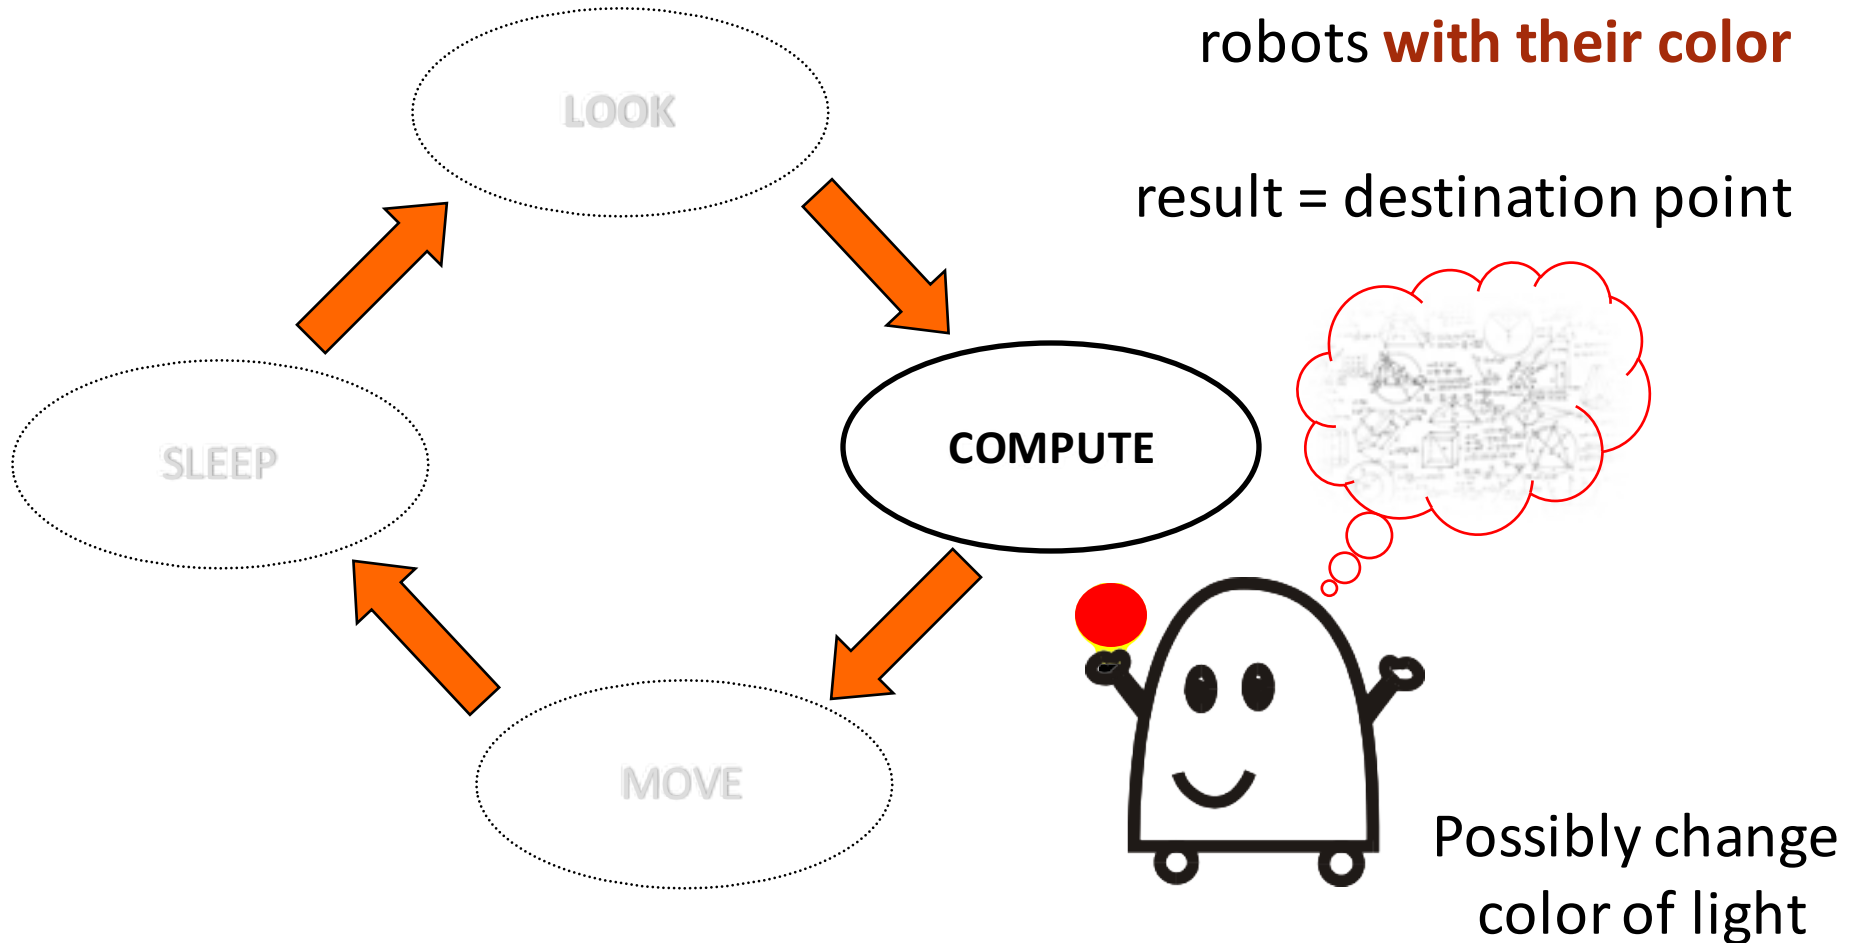 robots with their color
LOOK
result = destination point
COMPUTE
SLEEP
MOVE
Possibly change
color of light